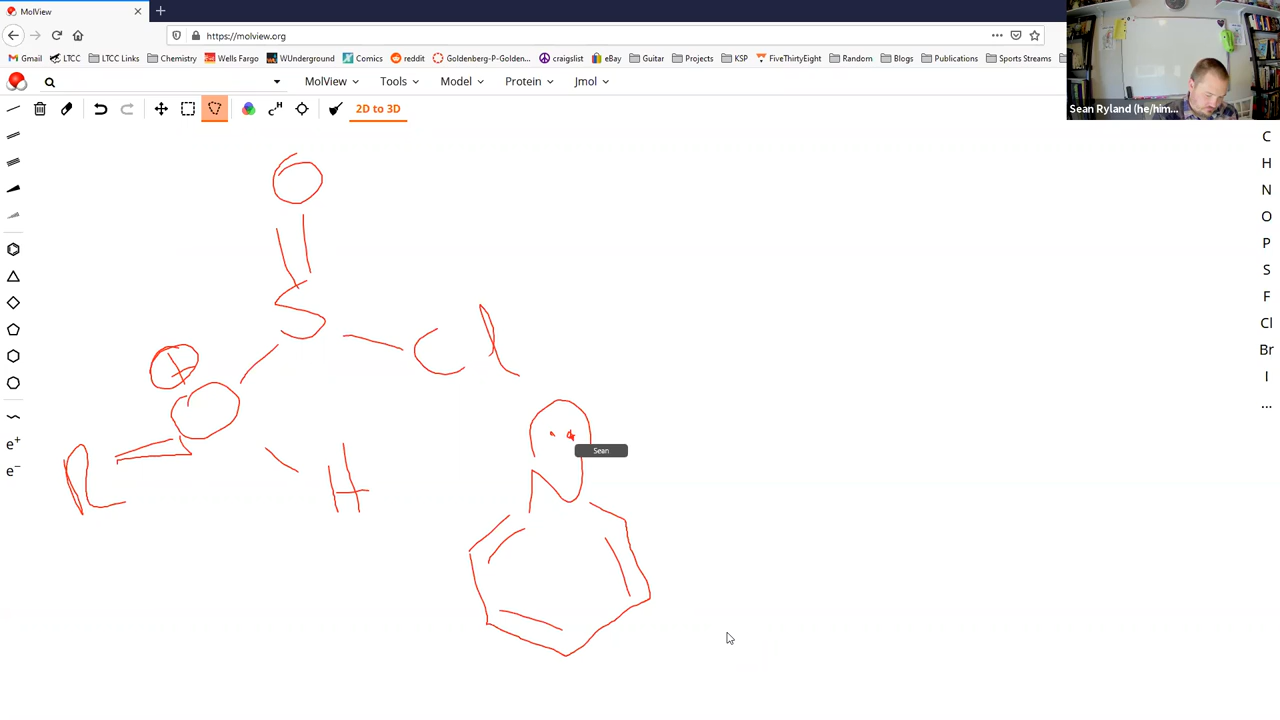 MolView
https://molview.org
Gmail LTCC LTCC Links Chemistry Wells Fargo WUnderground Comics reddit Goldenberg-P-Golden... craigslist eBay Guitar Projects KSP FiveThirtyEight Random Blogs Publications Sports Streams
MolView Tools Model Protein Jmol
2D to 3D
Sean Ryland (he/him...
C
H
N
O
P
S
F
Cl
Br
I
...
e+
e−
O
S
Cl
+
O
R
H
N
Sean